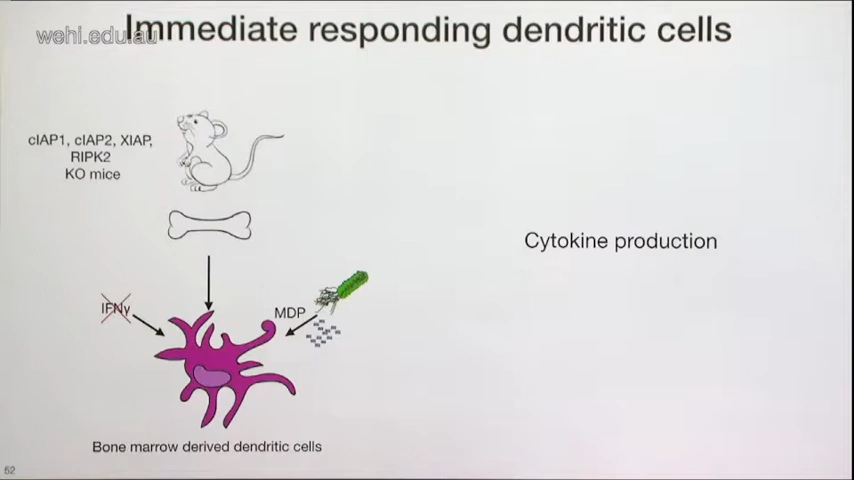 Immediate responding dendritic cells
wehi.edu.au
cIAP1, cIAP2, XIAP,
RIPK2
KO mice
Cytokine production
IFNγ
MDP
Bone marrow derived dendritic cells
52